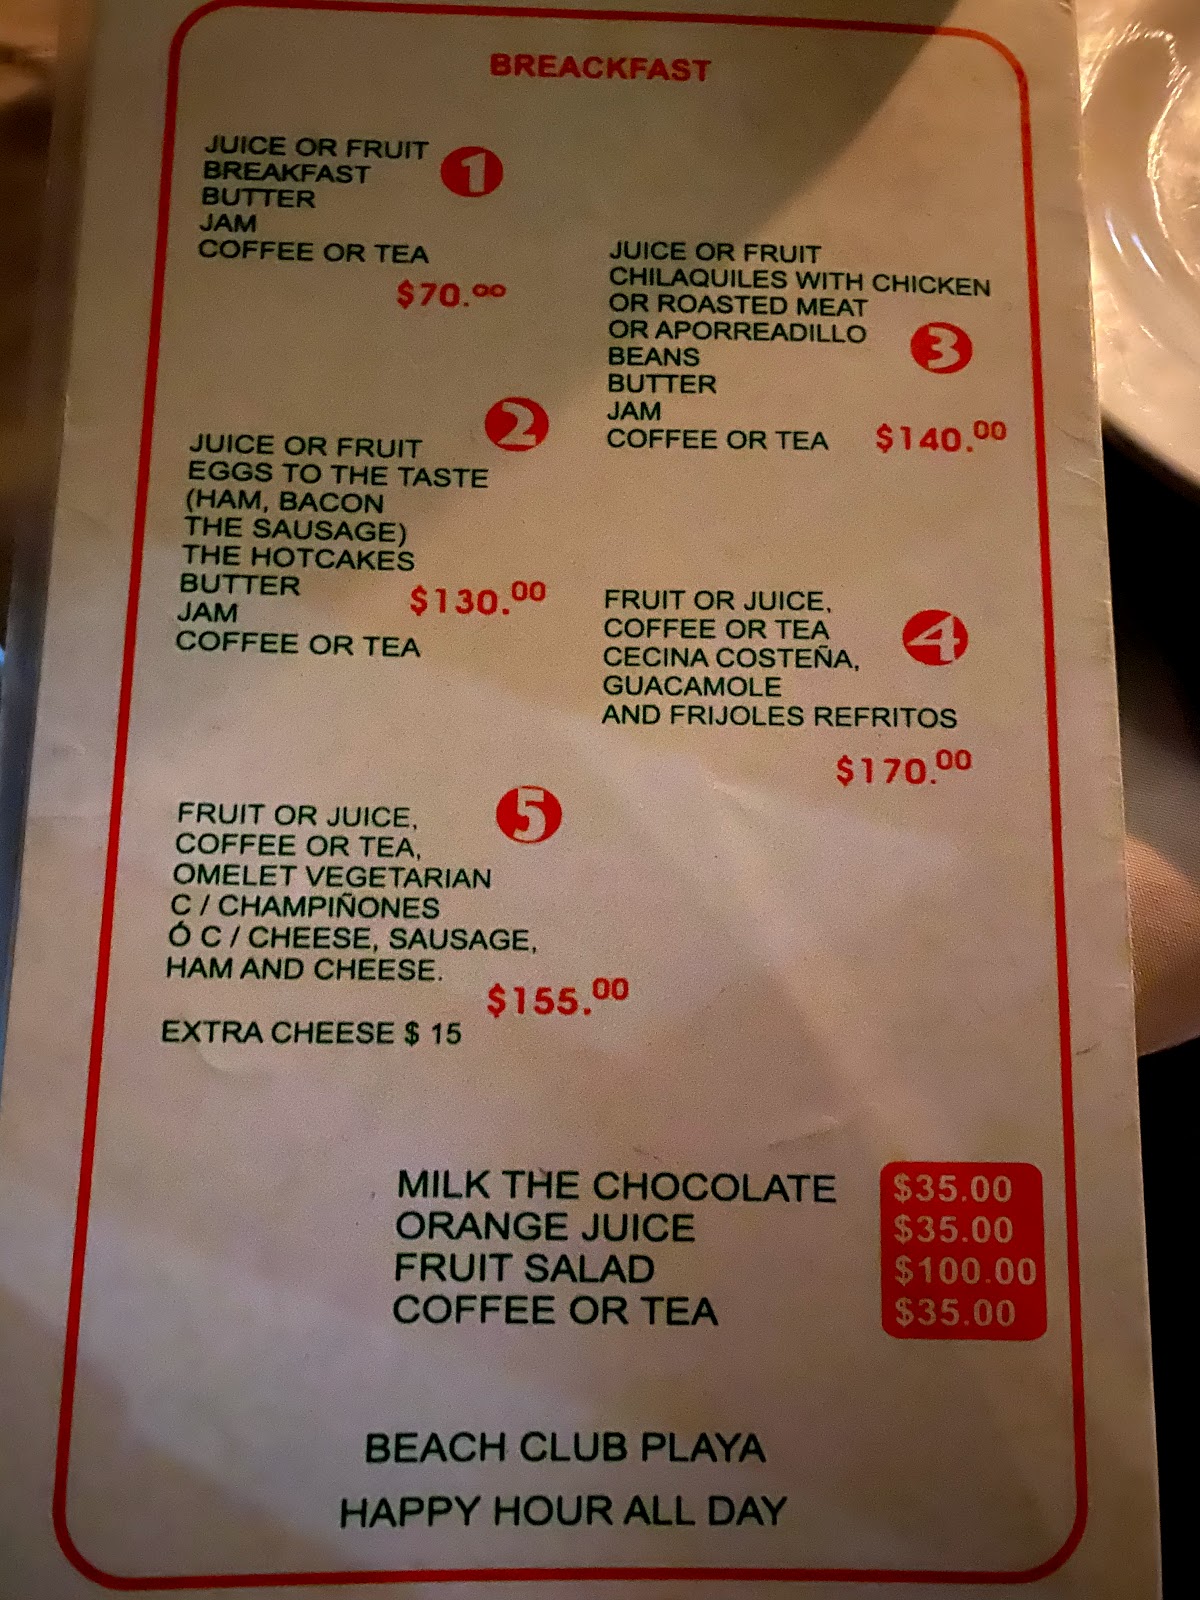 BREACKFAST
JUICE OR FRUIT
BREAKFAST
BUTTER
JAM
COFFEE OR TEA
1
$70.00
2
JUICE OR FRUIT
EGGS TO THE TASTE
(HAM, BACON
THE SAUSAGE)
THE HOTCAKES
BUTTER
JAM
COFFEE OR TEA
$130.00
JUICE OR FRUIT
CHILAQUILES WITH CHICKEN
OR ROASTED MEAT
OR APORREADILLO
BEANS
BUTTER
JAM
COFFEE OR TEA
3
$140.00
FRUIT OR JUICE,
COFFEE OR TEA
CECINA COSTEÑA,
GUACAMOLE
AND FRIJOLES REFRITOS
4
$170.00
FRUIT OR JUICE,
COFFEE OR TEA,
OMELET VEGETARIAN
C / CHAMPIÑONES
Ó C / CHEESE, SAUSAGE,
HAM AND CHEESE.
5
$155.00
EXTRA CHEESE $ 15
MILK THE CHOCOLATE $35.00
ORANGE JUICE $35.00
FRUIT SALAD $100.00
COFFEE OR TEA $35.00
BEACH CLUB PLAYA
HAPPY HOUR ALL DAY